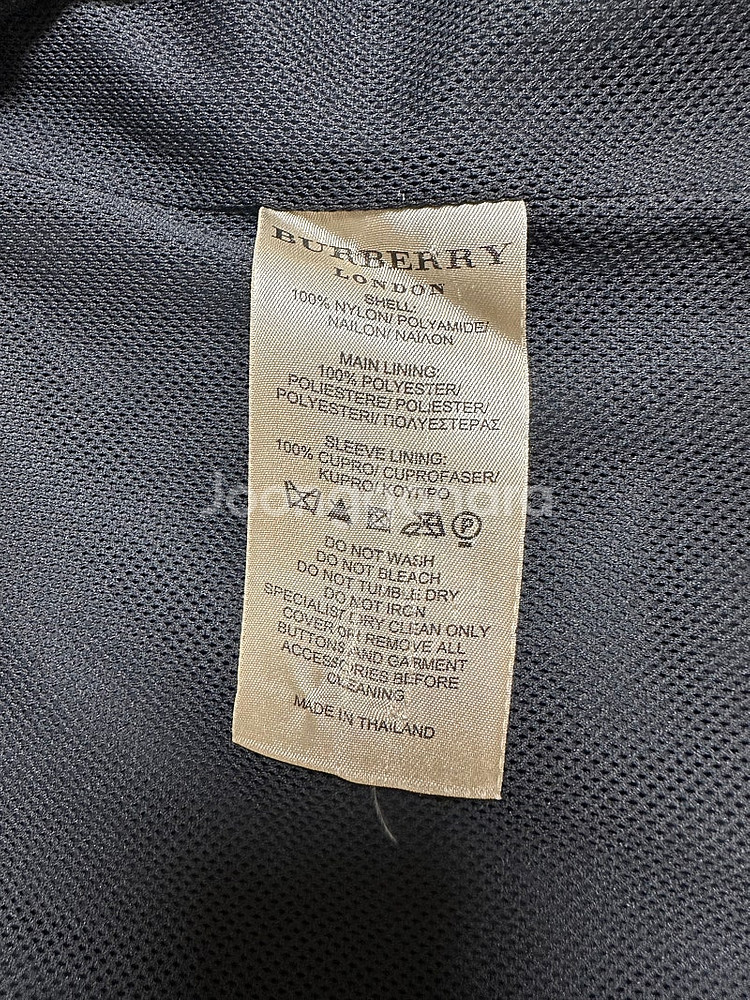 BURBERRY
LONDON
SHELL:
100% NYLON/ POLYAMIDE/
NAILON/ ΝΑΪΛΟΝ
MAIN LINING:
100% POLYESTER/
POLIESTERE/ POLIESTER/
POLYESTERII/ ΠΟΛΥΕΣΤΕΡΑΣ
SLEEVE LINING:
100% CUPRO/ CUPROFASER/
KUPRO/ ΚΟΥΠΡΟ
P
DO NOT WASH
DO NOT BLEACH
DO NOT TUMBLE DRY
DO NOT IRON
SPECIALIST DRY CLEAN ONLY
COVER OR REMOVE ALL
BUTTONS AND GARMENT
ACCESSORIES BEFORE
CLEANING
MADE IN THAILAND